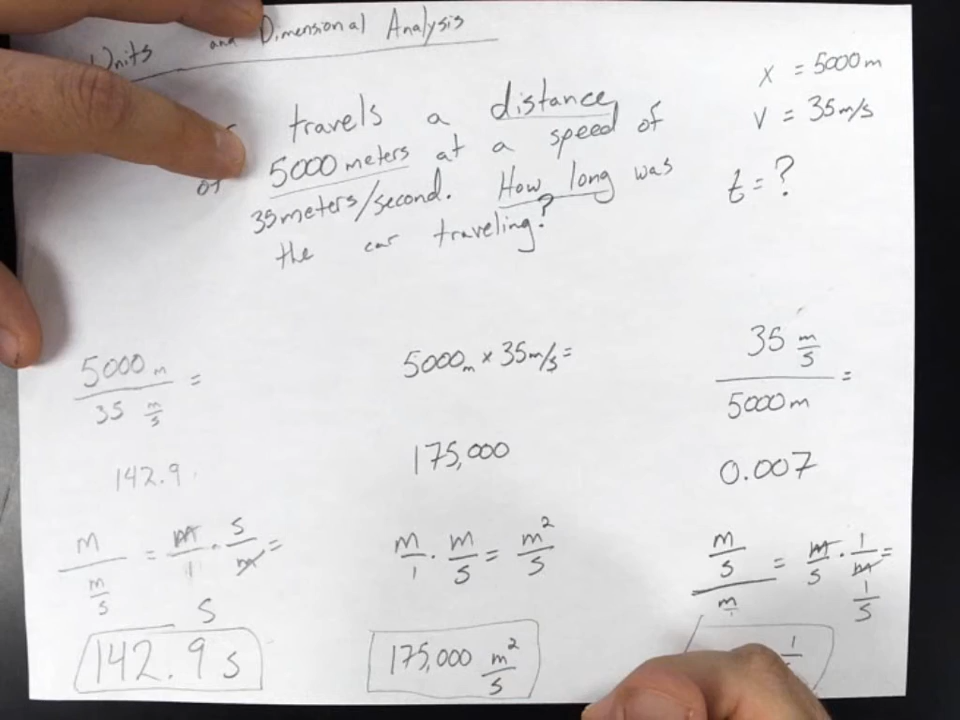 Units and Dimensional Analysis
travels a distance
of 5000 meters at a speed of
35 meters/second. How long was
the car traveling?
x = 5000 m
v = 35 m/s
t = ?
5000 m / 35 m/s =
142.9
m / m/s = m/1 · s/m =
s
142.9 s
5000 m × 35 m/s =
175,000
m/1 · m/s = m²/s
175,000 m²/s
35 m/s / 5000 m =
0.007
m/s / m = m/s · 1/m =
1/s